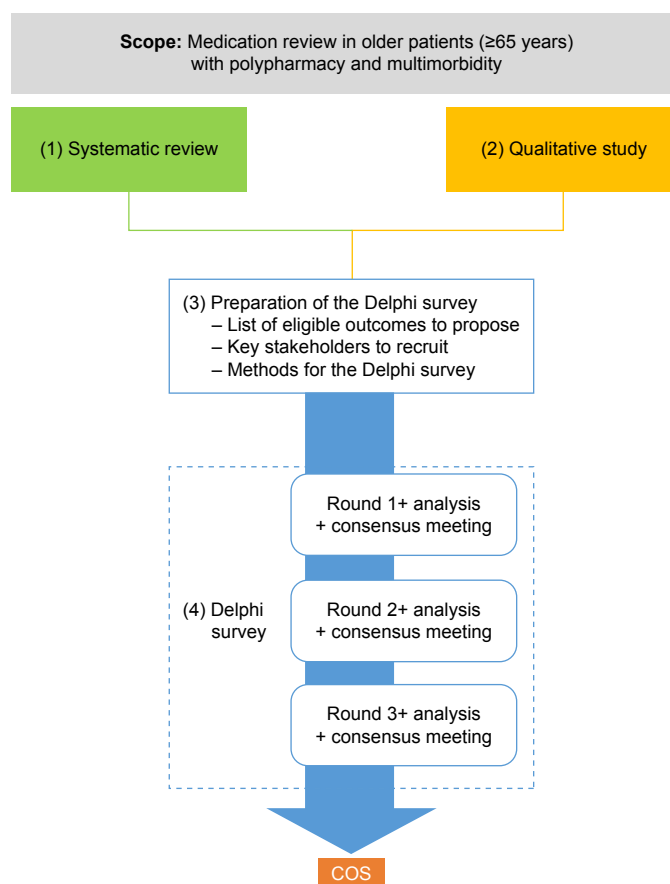 Scope: Medication review in older patients (≥65 years)
with polypharmacy and multimorbidity
(1) Systematic review
(2) Qualitative study
(3) Preparation of the Delphi survey
– List of eligible outcomes to propose
– Key stakeholders to recruit
– Methods for the Delphi survey
Round 1+ analysis
+ consensus meeting
(4) Delphi
survey
Round 2+ analysis
+ consensus meeting
Round 3+ analysis
+ consensus meeting
COS